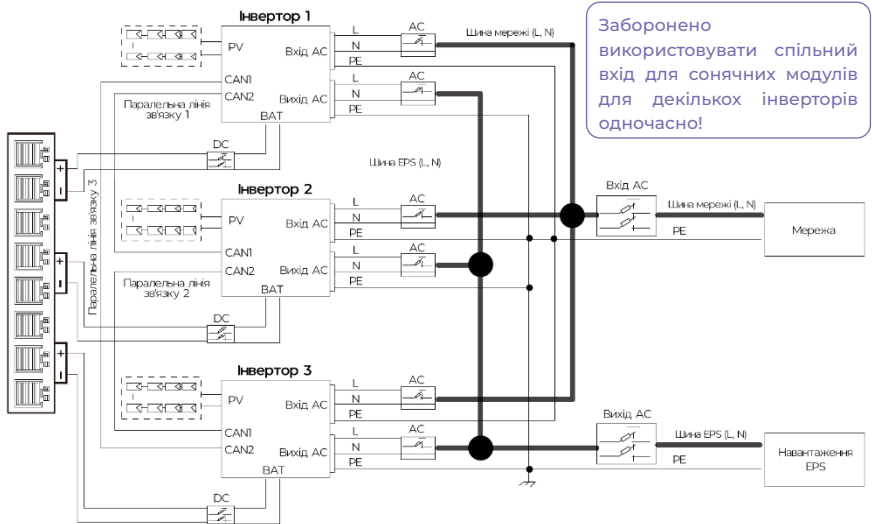 Інвертор 1
PV
CAN1
CAN2
BAT
Вхід AC
Вихід AC
L
N
PE
AC
L
N
PE
AC
DC
Шина мережі (L, N)
Заборонено
використовувати спільний
вхід для сонячних модулів
для декількох інверторів
одночасно!
Паралельна лінія
зв'язку 1
Шина EPS (L, N)
+
-
Паралельна лінія зв'язку 3
Інвертор 2
PV
CAN1
CAN2
BAT
Вхід AC
Вихід AC
L
N
PE
AC
L
N
PE
AC
DC
Вхід AC
Шина мережі (L, N)
PE
Мережа
+
-
Паралельна лінія
зв'язку 2
Інвертор 3
PV
CAN1
CAN2
BAT
Вхід AC
Вихід AC
L
N
PE
AC
L
N
PE
AC
DC
+
-
Вихід AC
Шина EPS (L, N)
PE
Навантаження
EPS